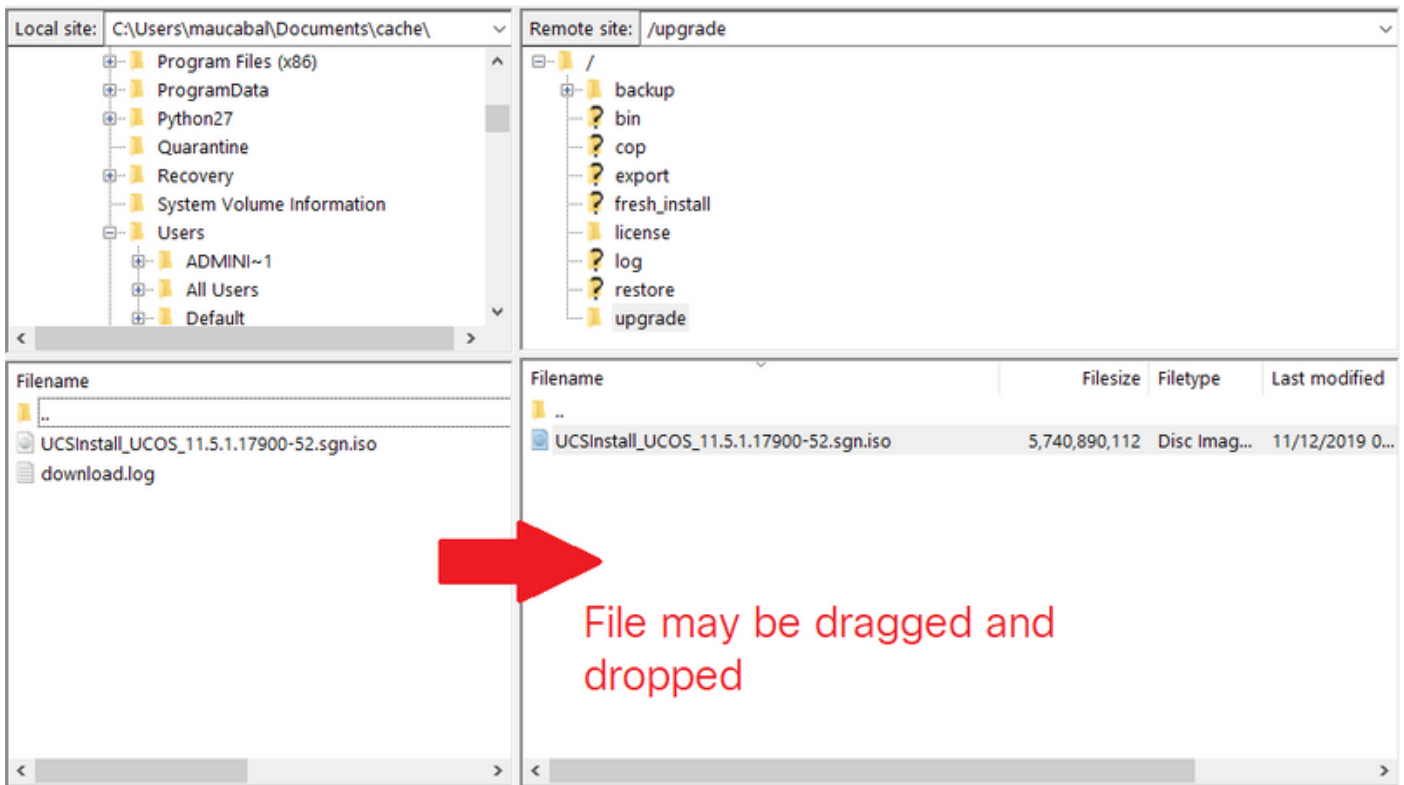 Local site: C:\Users\maucabal\Documents\cache\
Program Files (x86)
ProgramData
Python27
Quarantine
Recovery
System Volume Information
Users
ADMINI~1
All Users
Default
Remote site: /upgrade
/
backup
bin
cop
export
fresh_install
license
log
restore
upgrade
Filename
..
UCSInstall_UCOS_11.5.1.17900-52.sgn.iso
download.log
Filename Filesize Filetype Last modified
..
UCSInstall_UCOS_11.5.1.17900-52.sgn.iso 5,740,890,112 Disc Imag... 11/12/2019 0...
File may be dragged and
dropped